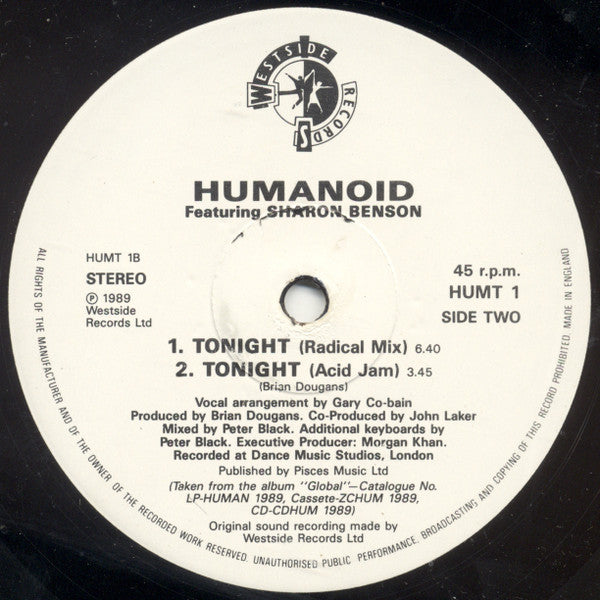 WESTSIDE
RECORDS
HUMANOID
Featuring SHARON BENSON
HUMT 1B
STEREO
℗ 1989
Westside
Records Ltd
45 r.p.m.
HUMT 1
SIDE TWO
1. TONIGHT (Radical Mix) 6.40
2. TONIGHT (Acid Jam) 3.45
(Brian Dougans)
Vocal arrangement by Gary Co-bain
Produced by Brian Dougans. Co-Produced by John Laker
Mixed by Peter Black. Additional keyboards by
Peter Black. Executive Producer: Morgan Khan.
Recorded at Dance Music Studios, London
Published by Pisces Music Ltd
(Taken from the album "Global"—Catalogue No.
LP-HUMAN 1989, Cassete-ZCHUM 1989,
CD-CDHUM 1989)
Original sound recording made by
Westside Records Ltd
ALL RIGHTS OF THE MANUFACTURER AND OF THE OWNER OF THE RECORDED WORK RESERVED. UNAUTHORISED PUBLIC PERFORMANCE, BROADCASTING AND COPYING OF THIS RECORD PROHIBITED. MADE IN ENGLAND